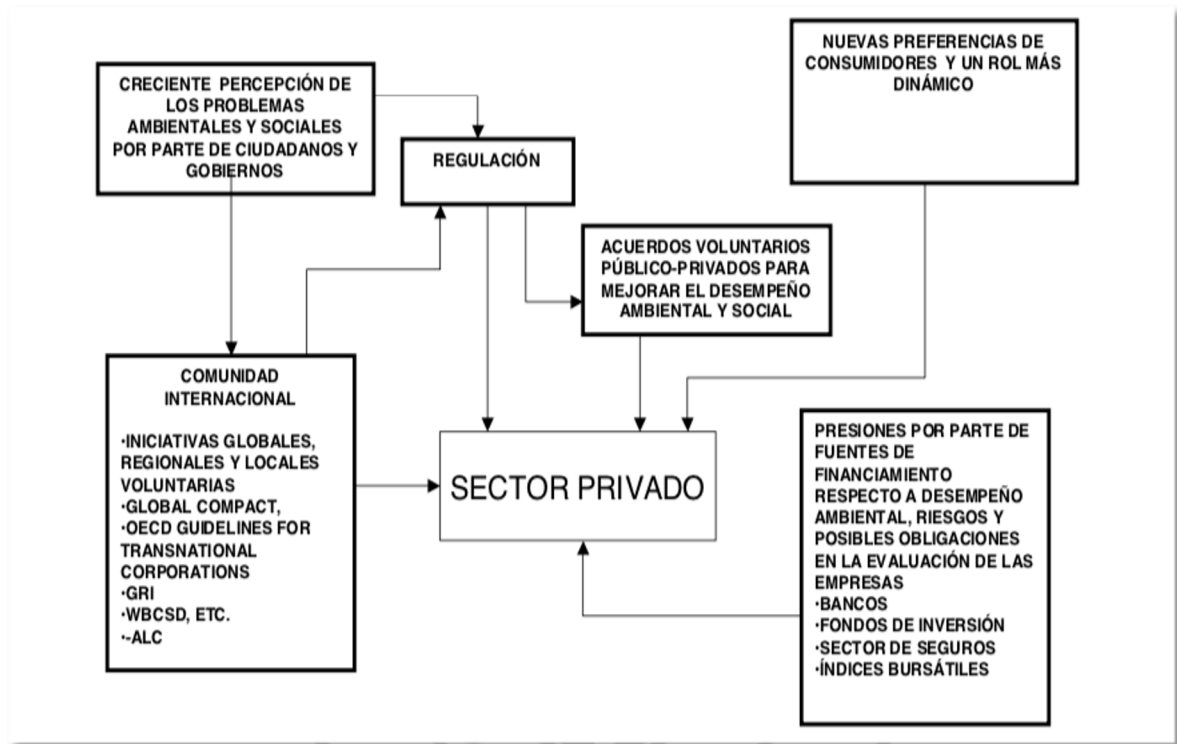 CRECIENTE PERCEPCIÓN DE
LOS PROBLEMAS
AMBIENTALES Y SOCIALES
POR PARTE DE CIUDADANOS Y
GOBIERNOS
REGULACIÓN
NUEVAS PREFERENCIAS DE
CONSUMIDORES Y UN ROL MÁS
DINÁMICO
ACUERDOS VOLUNTARIOS
PÚBLICO-PRIVADOS PARA
MEJORAR EL DESEMPEÑO
AMBIENTAL Y SOCIAL
COMUNIDAD
INTERNACIONAL
·INICIATIVAS GLOBALES,
REGIONALES Y LOCALES
VOLUNTARIAS
·GLOBAL COMPACT,
·OECD GUIDELINES FOR
TRANSNATIONAL
CORPORATIONS
·GRI
·WBCSD, ETC.
·-ALC
SECTOR PRIVADO
PRESIONES POR PARTE DE
FUENTES DE
FINANCIAMIENTO
RESPECTO A DESEMPEÑO
AMBIENTAL, RIESGOS Y
POSIBLES OBLIGACIONES
EN LA EVALUACIÓN DE LAS
EMPRESAS
·BANCOS
·FONDOS DE INVERSIÓN
·SECTOR DE SEGUROS
·ÍNDICES BURSÁTILES